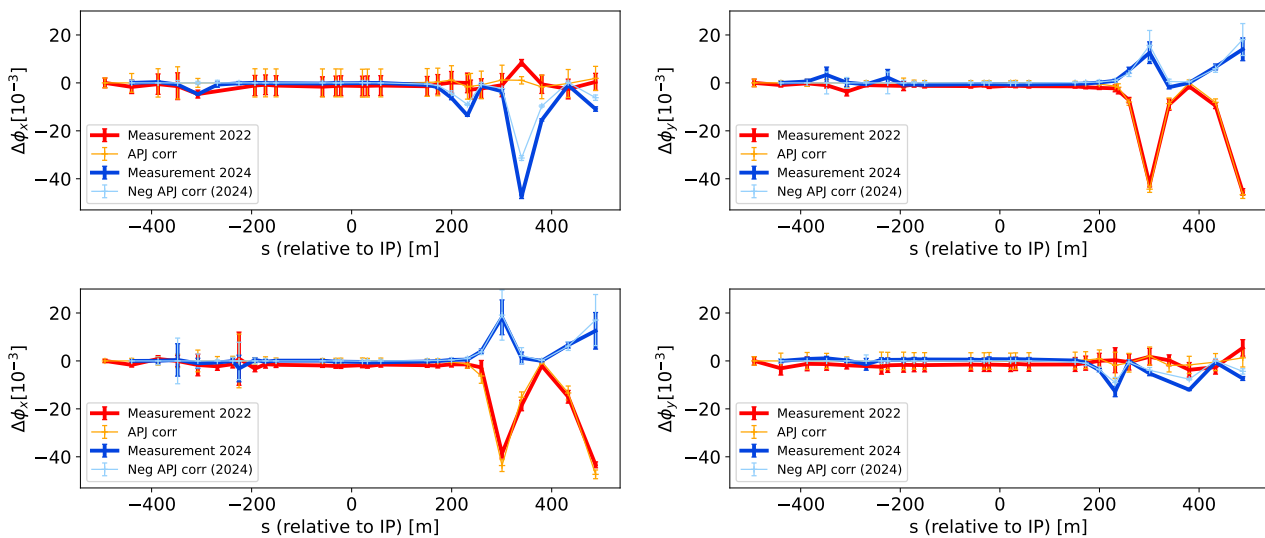 Δϕx[10−3]
20
0
−20
−40
Measurement 2022
APJ corr
Measurement 2024
Neg APJ corr (2024)
−400 −200 0 200 400
s (relative to IP) [m]
Δϕy[10−3]
20
0
−20
−40
Measurement 2022
APJ corr
Measurement 2024
Neg APJ corr (2024)
−400 −200 0 200 400
s (relative to IP) [m]
Δϕx[10−3]
20
0
−20
−40
Measurement 2022
APJ corr
Measurement 2024
Neg APJ corr (2024)
−400 −200 0 200 400
s (relative to IP) [m]
Δϕy[10−3]
20
0
−20
−40
Measurement 2022
APJ corr
Measurement 2024
Neg APJ corr (2024)
−400 −200 0 200 400
s (relative to IP) [m]